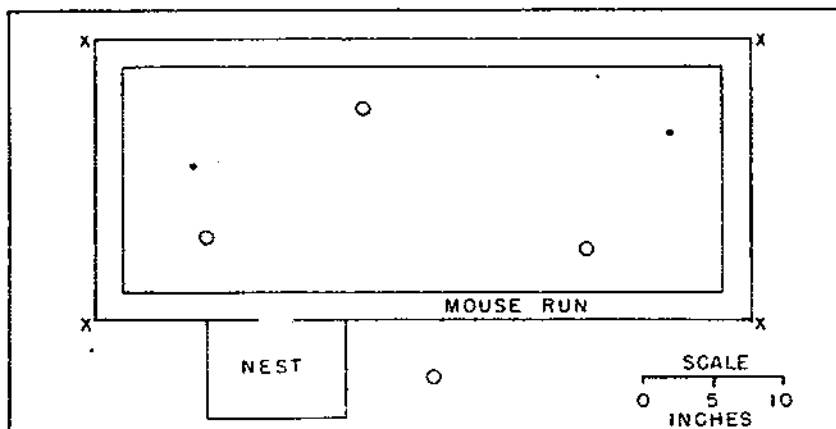 X X
MOUSE RUN
X X
NEST
SCALE
0 5 10
INCHES